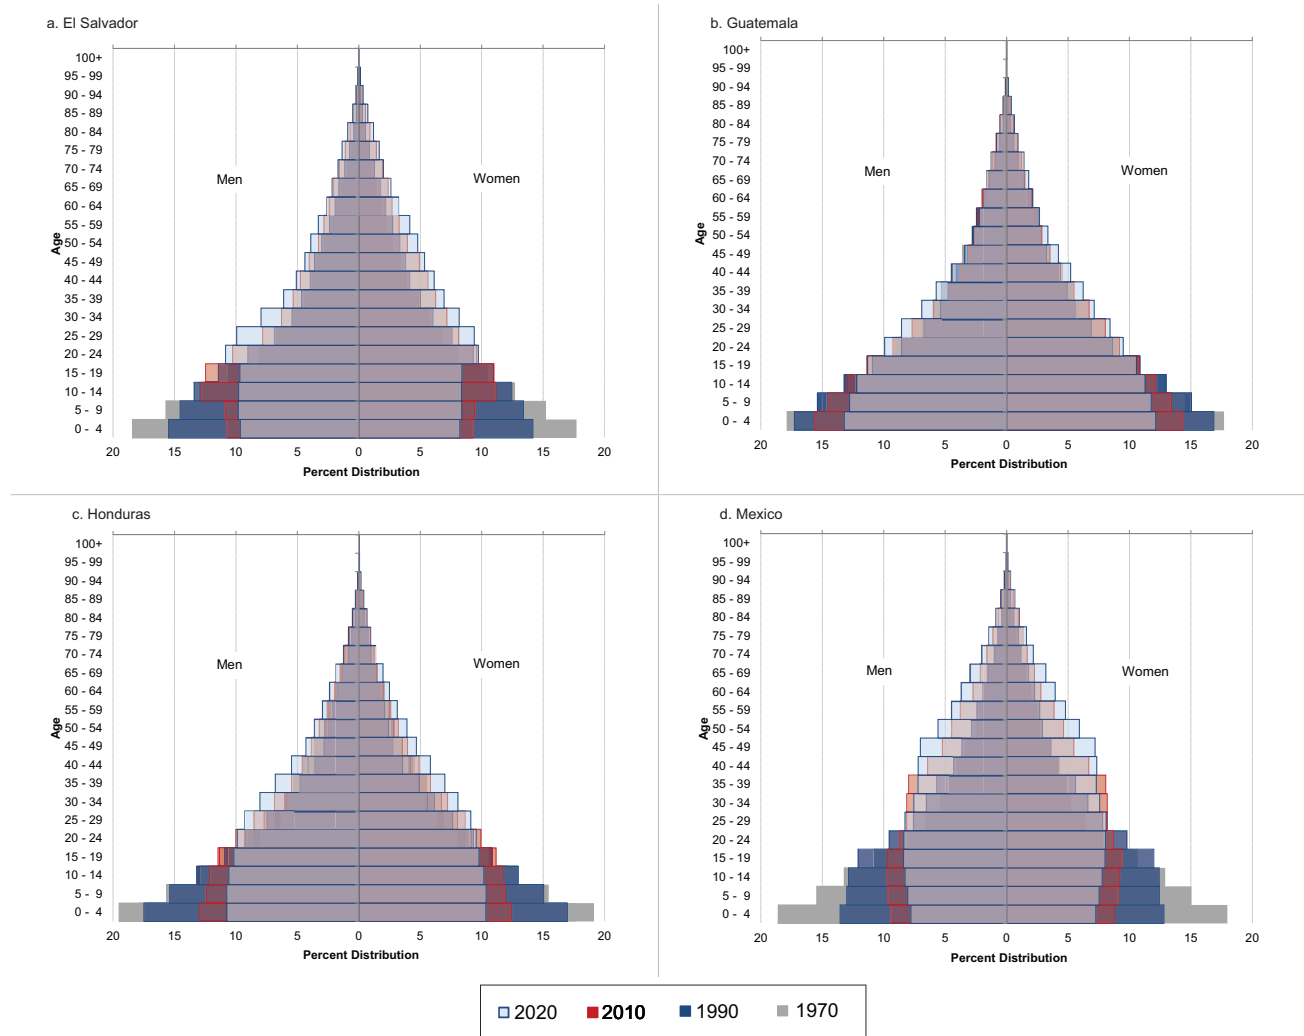 a. El Salvador
100+
95 - 99
90 - 94
85 - 89
80 - 84
75 - 79
70 - 74
65 - 69
60 - 64
55 - 59
50 - 54
45 - 49
40 - 44
35 - 39
30 - 34
25 - 29
20 - 24
15 - 19
10 - 14
5 - 9
0 - 4
Age
Men
Women
20 15 10 5 0 5 10 15 20
Percent Distribution
b. Guatemala
100+
95 - 99
90 - 94
85 - 89
80 - 84
75 - 79
70 - 74
65 - 69
60 - 64
55 - 59
50 - 54
45 - 49
40 - 44
35 - 39
30 - 34
25 - 29
20 - 24
15 - 19
10 - 14
5 - 9
0 - 4
Age
Men
Women
20 15 10 5 0 5 10 15 20
Percent Distribution
c. Honduras
100+
95 - 99
90 - 94
85 - 89
80 - 84
75 - 79
70 - 74
65 - 69
60 - 64
55 - 59
50 - 54
45 - 49
40 - 44
35 - 39
30 - 34
25 - 29
20 - 24
15 - 19
10 - 14
5 - 9
0 - 4
Age
Men
Women
20 15 10 5 0 5 10 15 20
Percent Distribution
d. Mexico
100+
95 - 99
90 - 94
85 - 89
80 - 84
75 - 79
70 - 74
65 - 69
60 - 64
55 - 59
50 - 54
45 - 49
40 - 44
35 - 39
30 - 34
25 - 29
20 - 24
15 - 19
10 - 14
5 - 9
0 - 4
Age
Men
Women
20 15 10 5 0 5 10 15 20
Percent Distribution
2020 2010 1990 1970